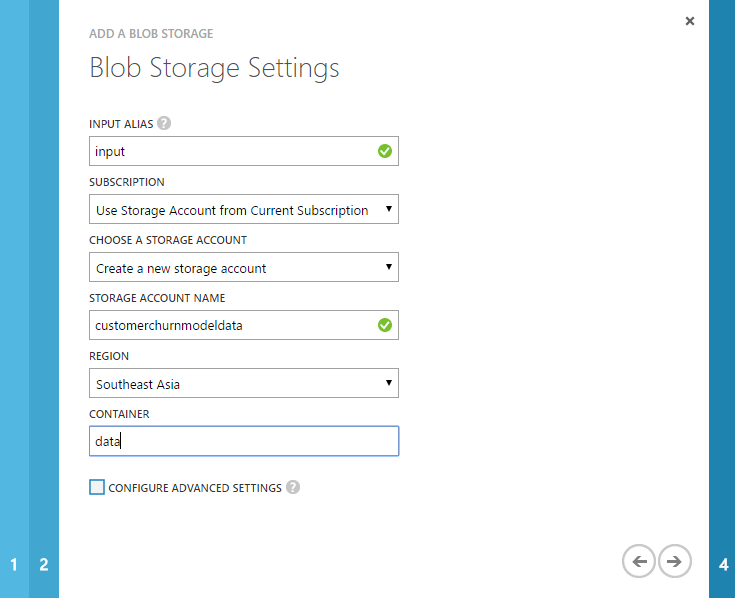 ADD A BLOB STORAGE
Blob Storage Settings
INPUT ALIAS ?
input
SUBSCRIPTION
Use Storage Account from Current Subscription
CHOOSE A STORAGE ACCOUNT
Create a new storage account
STORAGE ACCOUNT NAME
customerchurnmodeldata
REGION
Southeast Asia
CONTAINER
data
CONFIGURE ADVANCED SETTINGS ?
1 2 4